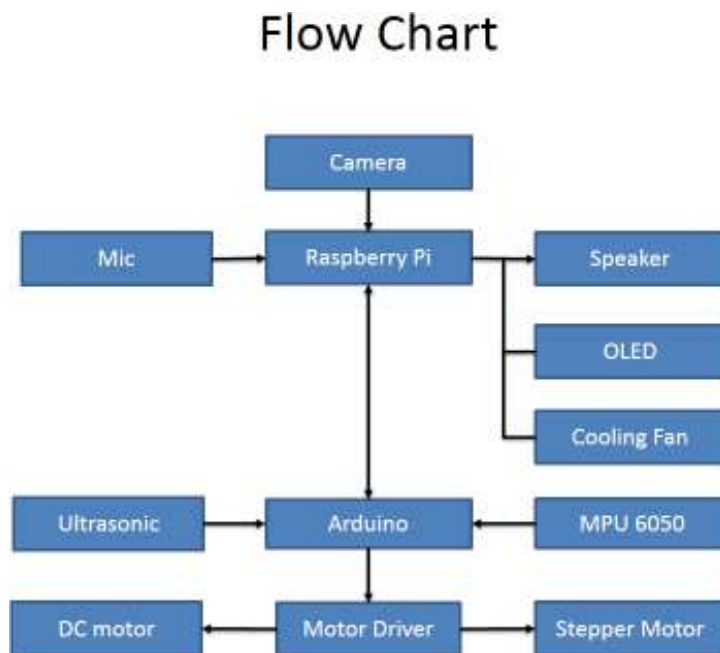 Flow Chart
Camera
Mic
Raspberry Pi
Speaker
OLED
Cooling Fan
Ultrasonic
Arduino
MPU 6050
DC motor
Motor Driver
Stepper Motor